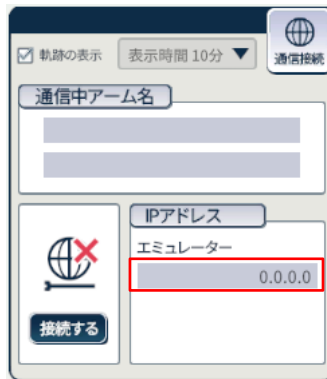 通信接続
軌跡の表示 表示時間 10分 ▼
通信中アーム名
IPアドレス
エミュレーター
0.0.0.0
接続する